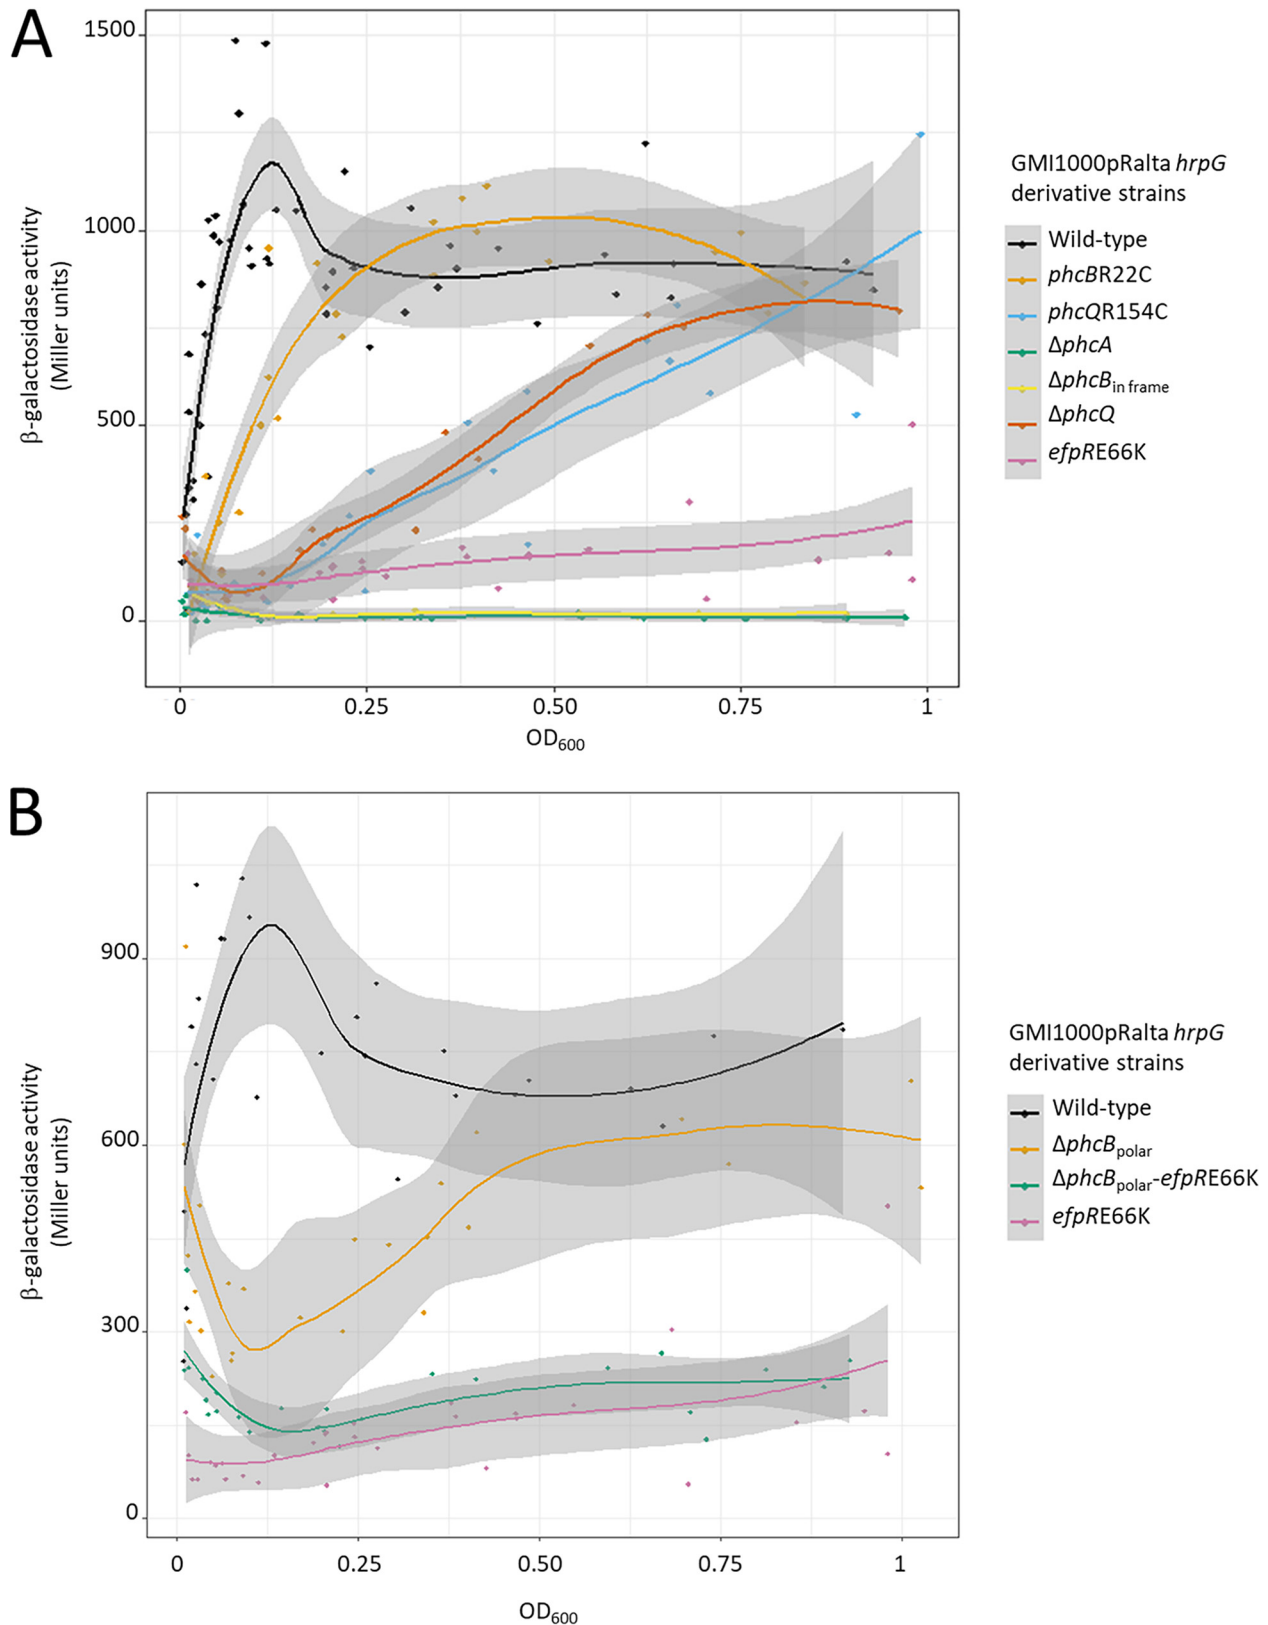 A
1500
1000
500
0
β-galactosidase activity
(Miller units)
0 0.25 0.50 0.75 1
OD600
GMI1000pRalta hrpG
derivative strains
Wild-type
phcBR22C
phcQR154C
ΔphcA
ΔphcBin frame
ΔphcQ
efpRE66K
B
900
600
300
0
β-galactosidase activity
(Miller units)
0 0.25 0.50 0.75 1
OD600
GMI1000pRalta hrpG
derivative strains
Wild-type
ΔphcBpolar
ΔphcBpolar-efpRE66K
efpRE66K